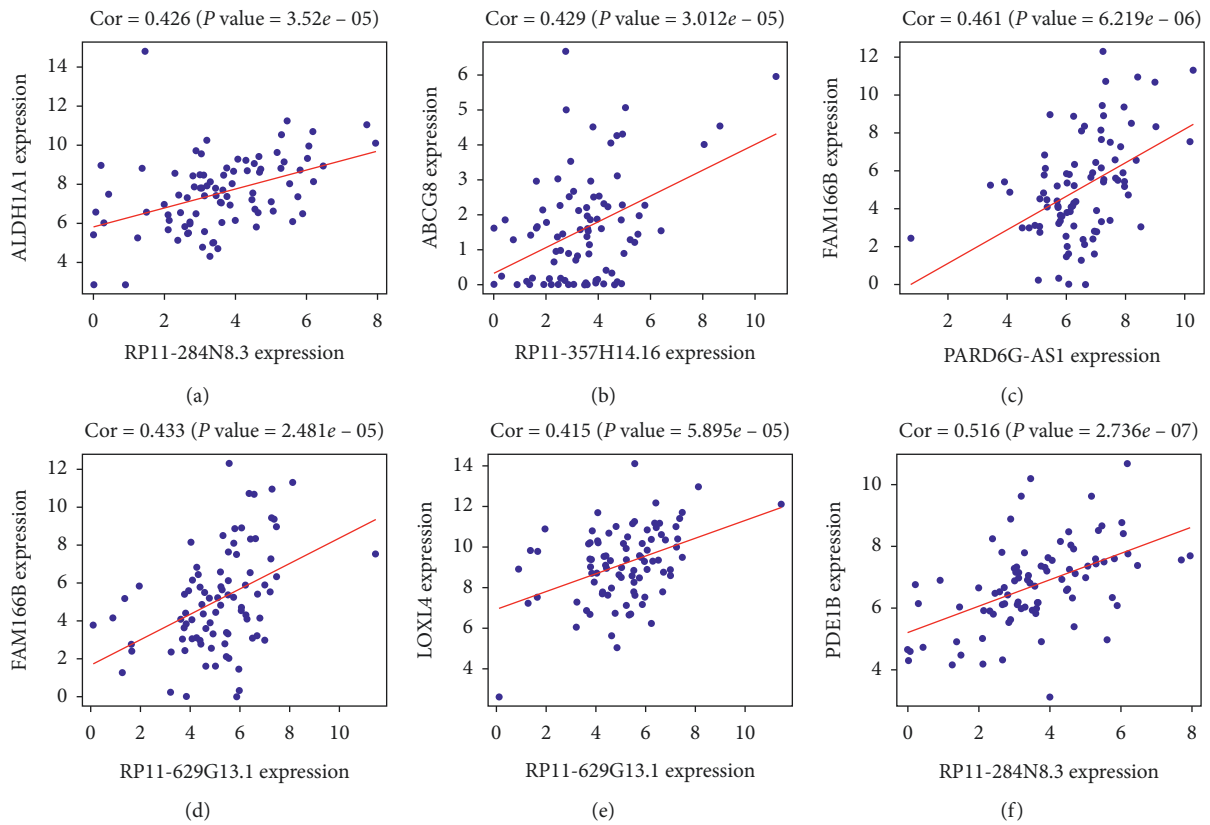 Cor = 0.426 (P value = 3.52e – 05)
ALDH1A1 expression
14
12
10
8
6
4
0
2
4
6
8
RP11-284N8.3 expression
(a)
Cor = 0.429 (P value = 3.012e – 05)
ABCG8 expression
6
5
4
3
2
1
0
0
2
4
6
8
10
RP11-357H14.16 expression
(b)
Cor = 0.461 (P value = 6.219e – 06)
FAM166B expression
12
10
8
6
4
2
0
2
4
6
8
10
PARD6G-AS1 expression
(c)
Cor = 0.433 (P value = 2.481e – 05)
FAM166B expression
12
10
8
6
4
2
0
0
2
4
6
8
10
RP11-629G13.1 expression
(d)
Cor = 0.415 (P value = 5.895e – 05)
LOXL4 expression
14
12
10
8
6
4
0
2
4
6
8
10
RP11-629G13.1 expression
(e)
Cor = 0.516 (P value = 2.736e – 07)
PDE1B expression
10
8
6
4
0
2
4
6
8
RP11-284N8.3 expression
(f)